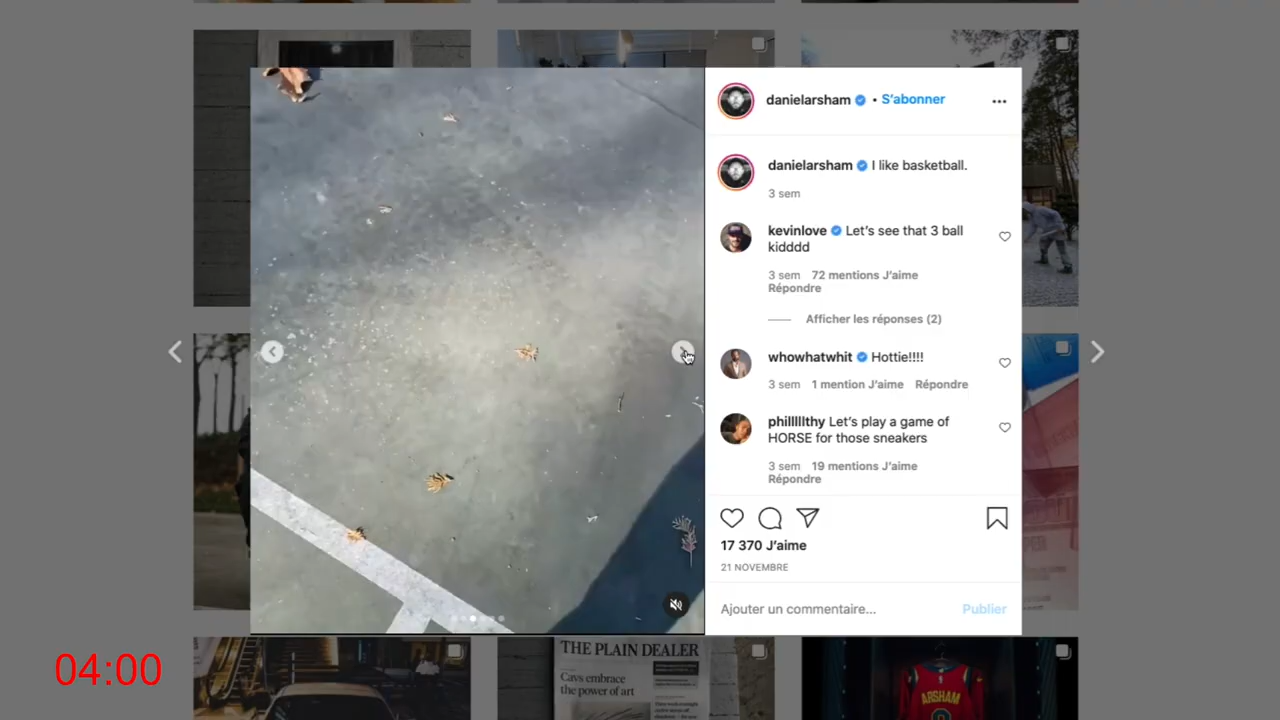 danielarsham • S'abonner
danielarsham I like basketball.
3 sem
kevinlove Let's see that 3 ball
kidddd
3 sem 72 mentions J'aime
Répondre
Afficher les réponses (2)
whowhatwhit Hottie!!!!
3 sem 1 mention J'aime Répondre
philllllthy Let's play a game of
HORSE for those sneakers
3 sem 19 mentions J'aime
Répondre
17 370 J'aime
21 NOVEMBRE
Ajouter un commentaire... Publier
04:00
THE PLAIN DEALER
Cavs embrace
the power of art
ARSHAM